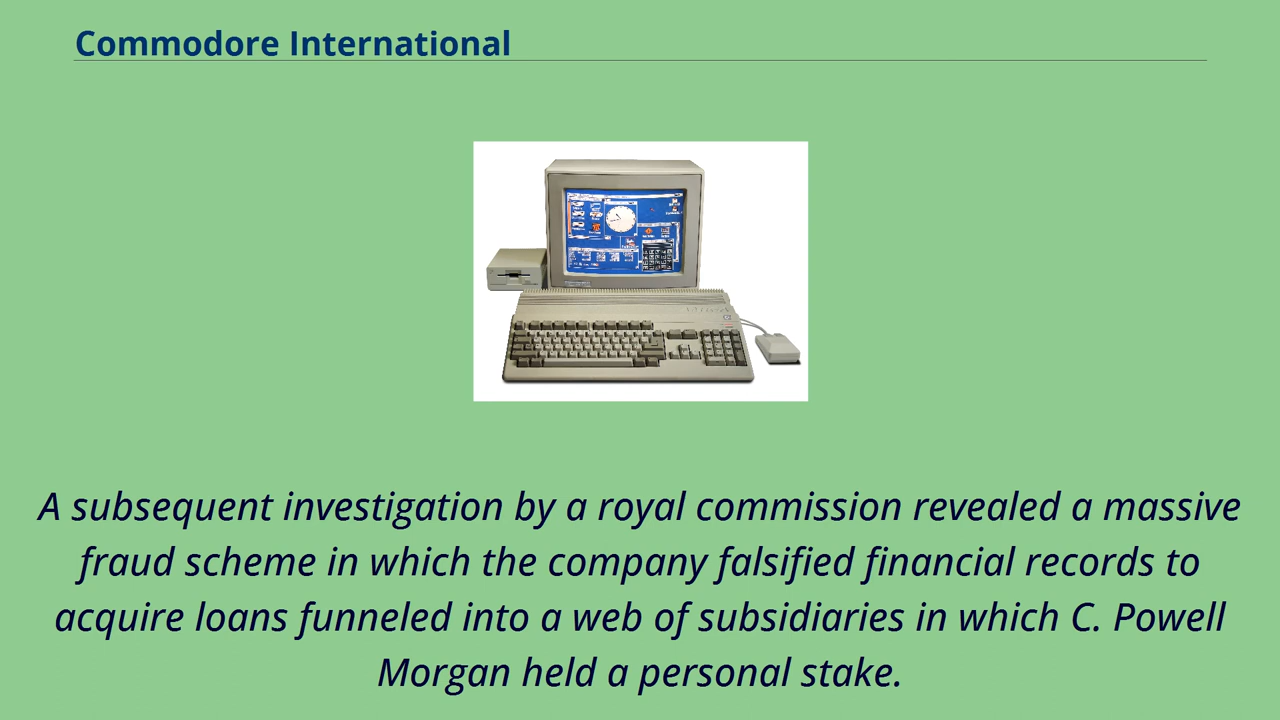 Commodore International
A subsequent investigation by a royal commission revealed a massive
fraud scheme in which the company falsified financial records to
acquire loans funneled into a web of subsidiaries in which C. Powell
Morgan held a personal stake.